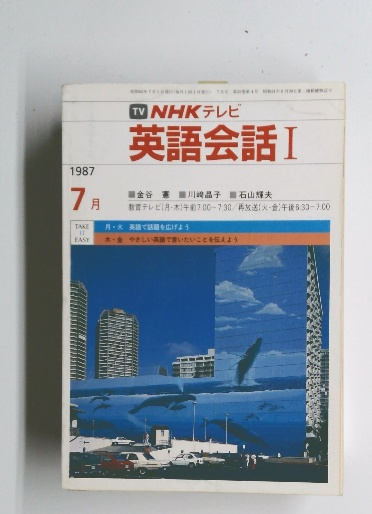 TV NHKテレビ
英語会話 I
1987
7月
■金谷 憲 ■川崎晶子 ■石山輝夫
教育テレビ(月-木)午前7:00-7:30/再放送(火-金)午後6:30-7:00
TAKE
IT
EASY
月・火 英語で話題を広げよう
木・金 やさしい英語で言いたいことを伝えよう